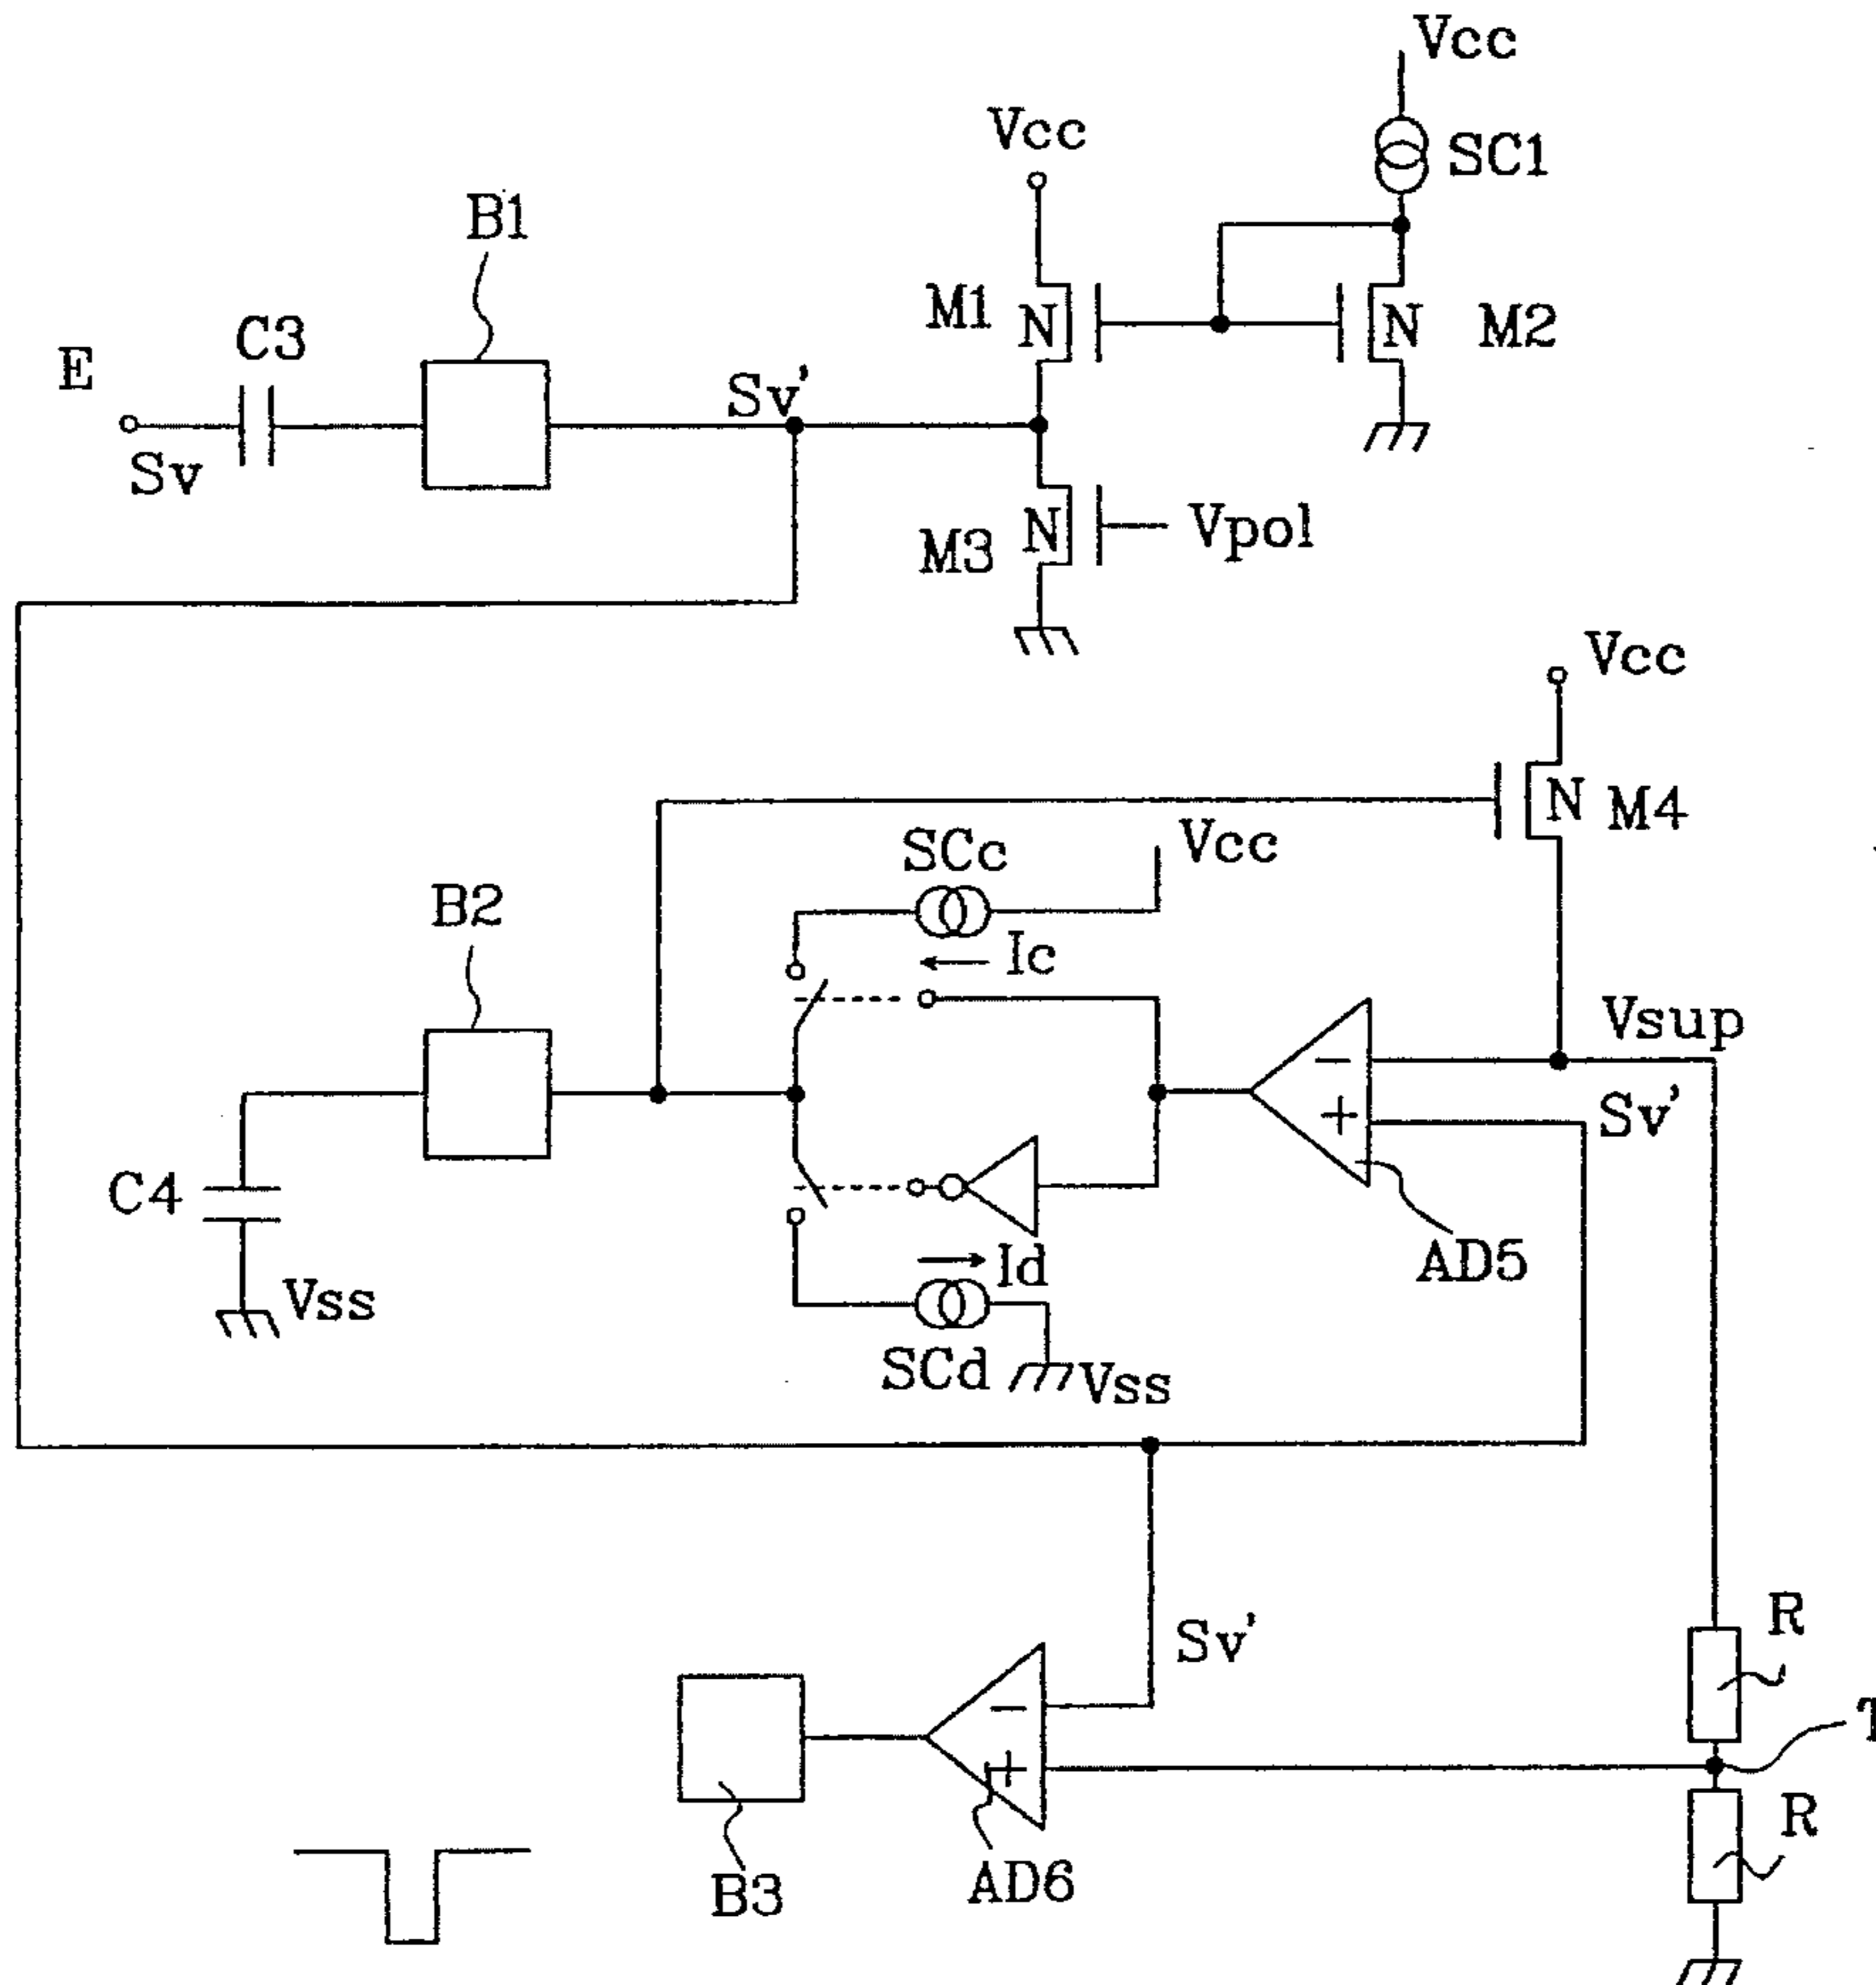 Vcc
SC1
Vcc
B1
M1
N
N
M2
C3
E
Sv'
Sv
M3
N
Vpol
Vcc
N
M4
SCc
Vcc
B2
Ic
Vsup
−
Sv'
+
C4
AD5
Id
Vss
SCd
Vss
Sv'
R
−
T
+
R
B3
AD6